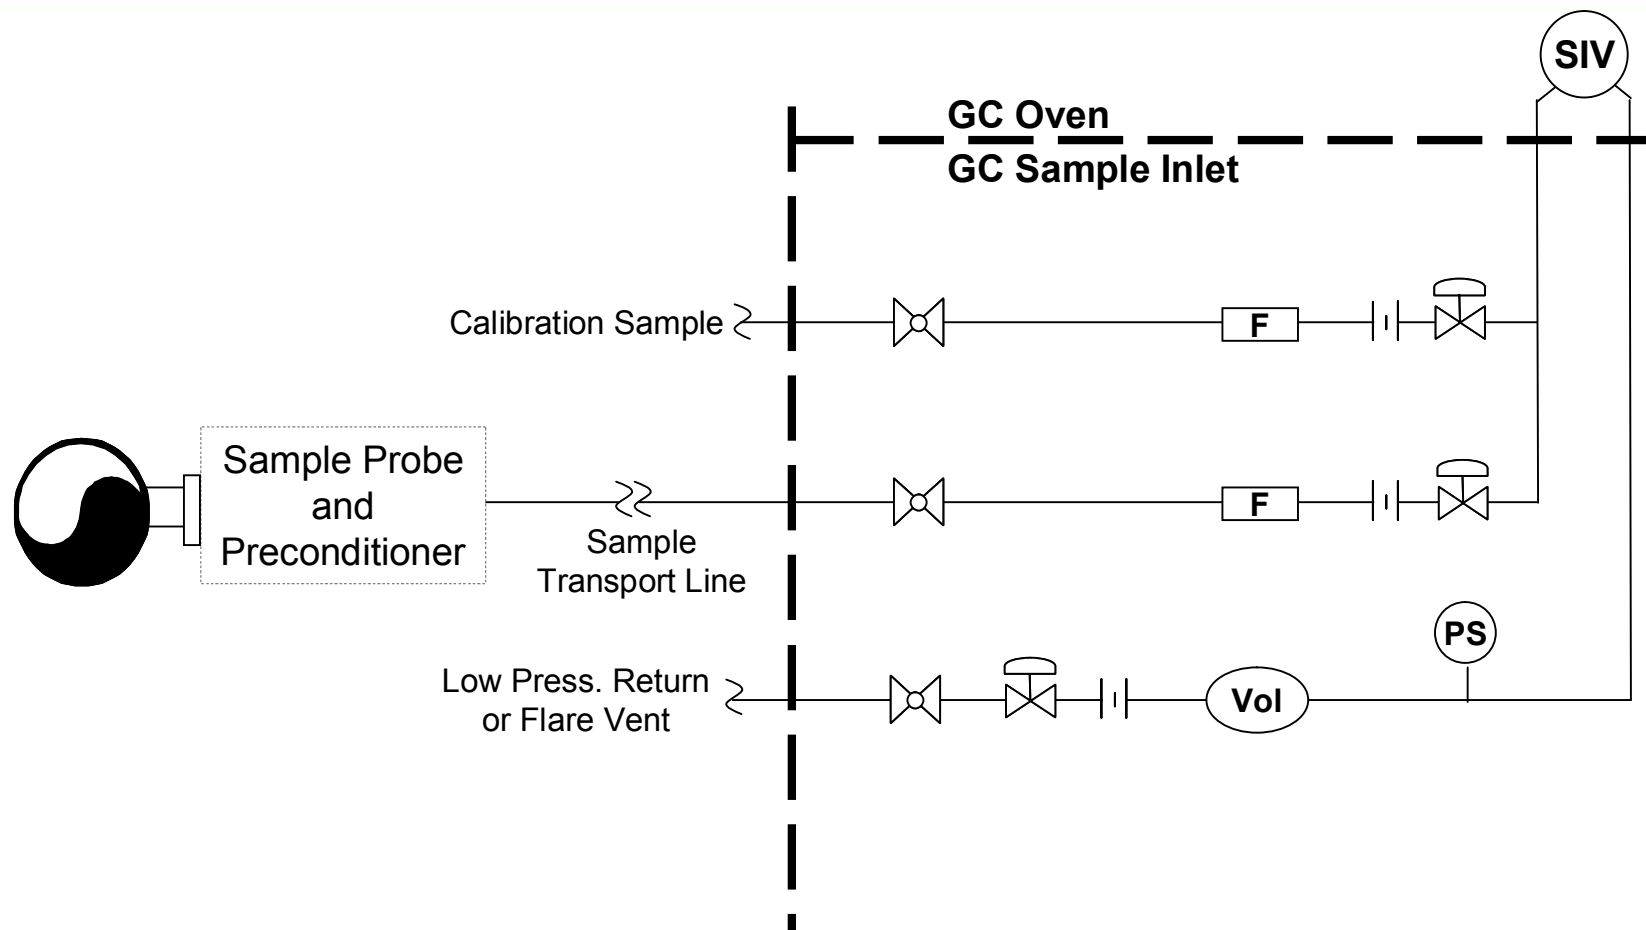 SIV
GC Oven
GC Sample Inlet
Calibration Sample
F
Sample Probe
and
Preconditioner
F
Sample
Transport Line
PS
Low Press. Return
or Flare Vent
Vol